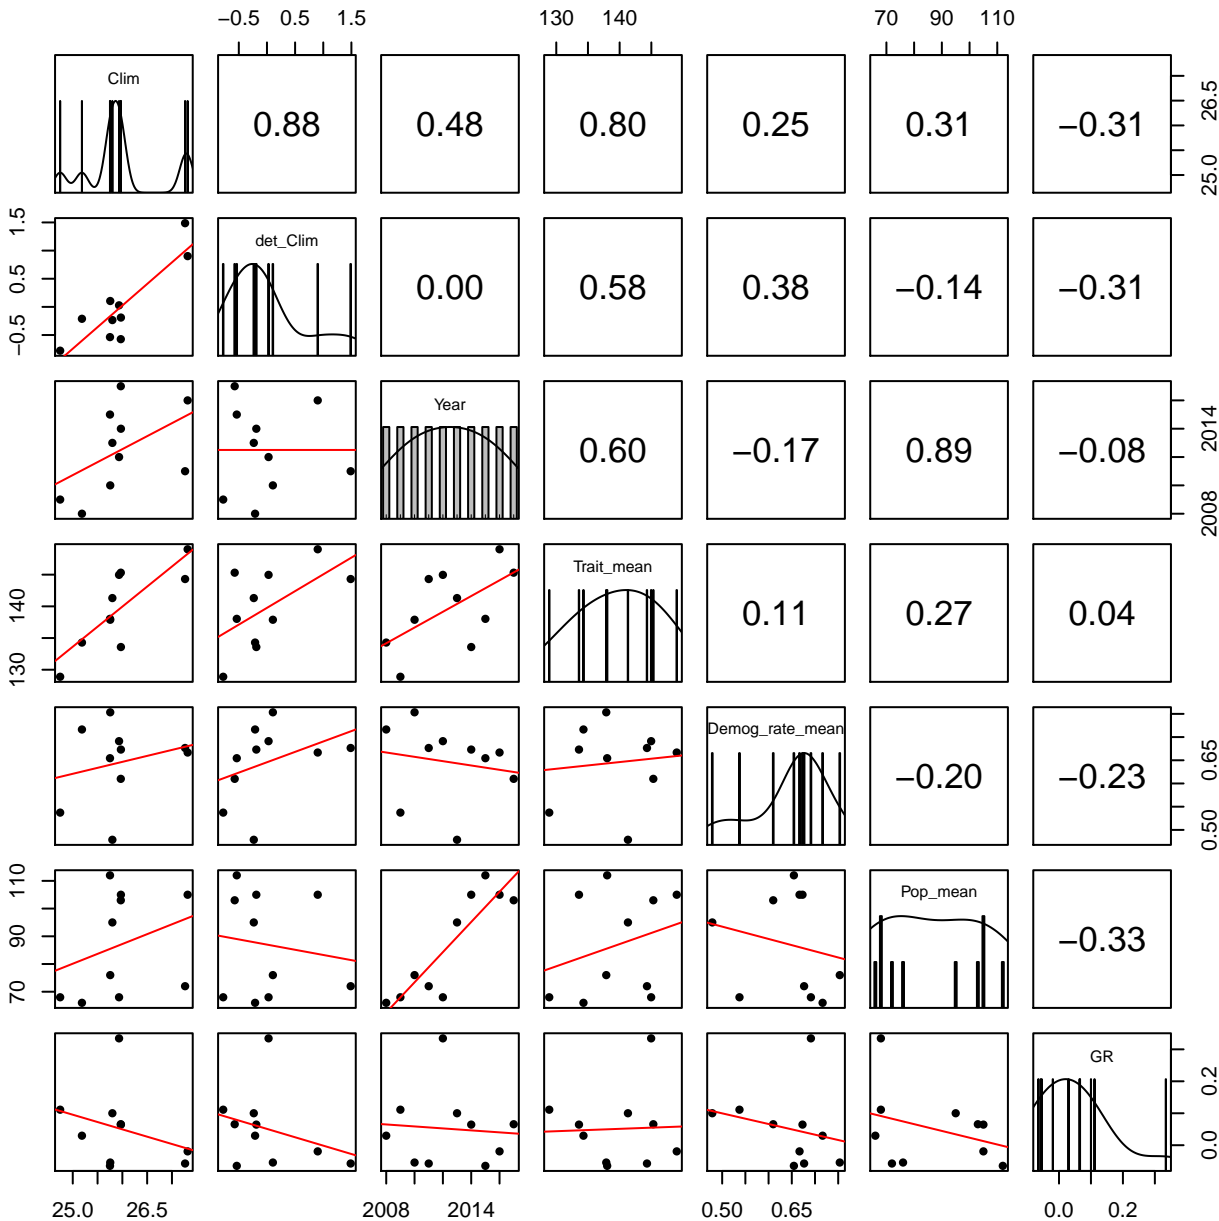 −0.5 0.5 1.5 130 140 70 90 110
Clim 0.88 0.48 0.80 0.25 0.31 −0.31
25.0 26.5
−0.5 0.5 1.5
det_Clim 0.00 0.58 0.38 −0.14 −0.31
Year 0.60 −0.17 0.89 −0.08
2008 2014
130 140
Trait_mean 0.11 0.27 0.04
Demog_rate_mean −0.20 −0.23
0.50 0.65
70 90 110
Pop_mean −0.33
GR
0.0 0.2
25.0 26.5 2008 2014 0.50 0.65 0.0 0.2